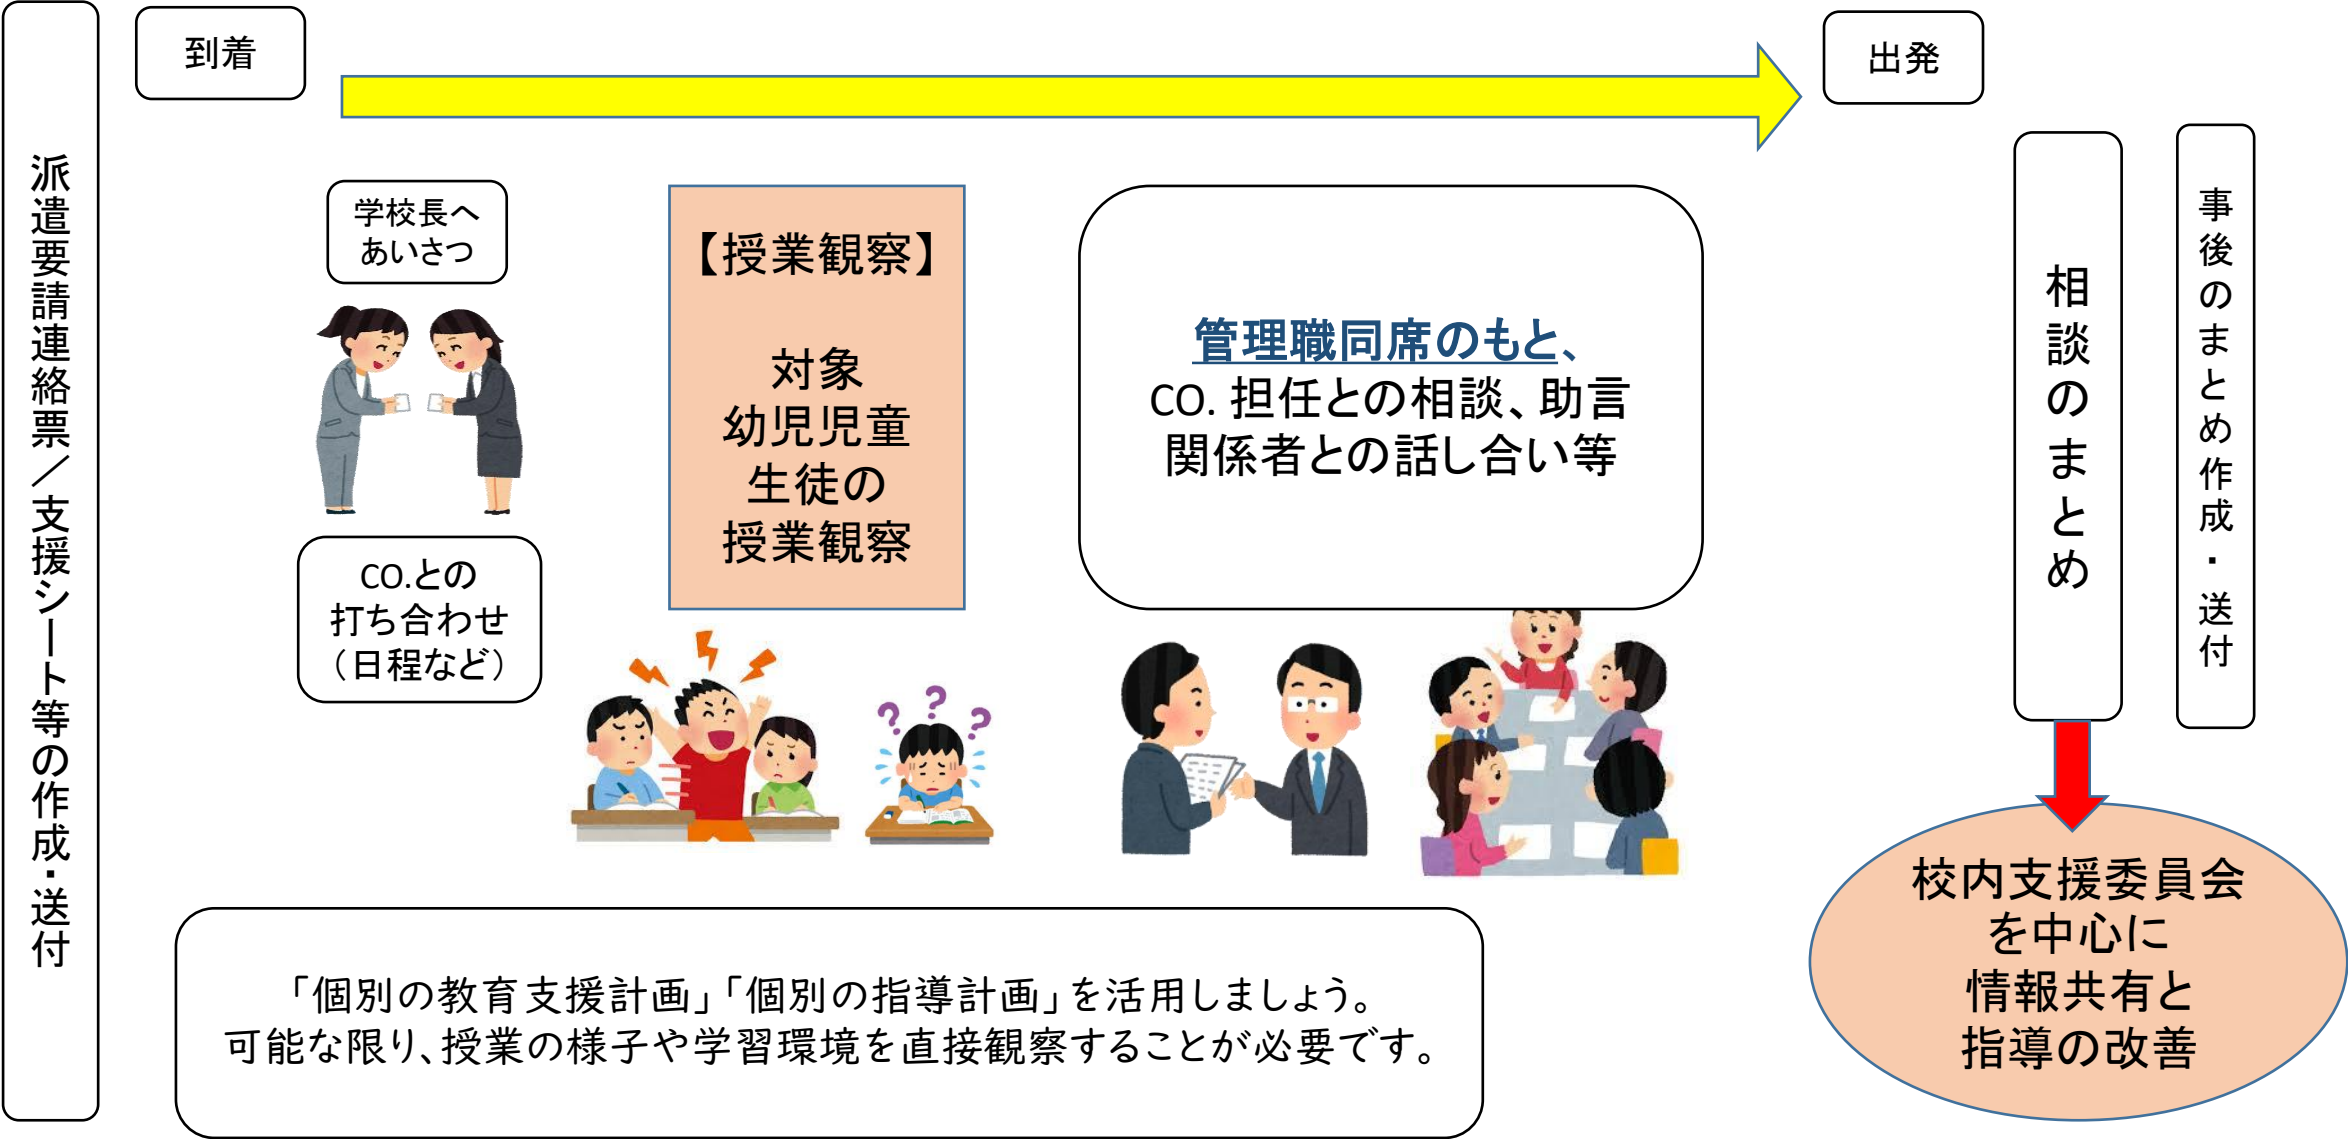 派遣要請連絡票／支援シート等の作成・送付
到着
出発
学校長へ
あいさつ
CO.との
打ち合わせ
（日程など）
【授業観察】
対象
幼児児童
生徒の
授業観察
管理職同席のもと、
CO. 担任との相談、助言
関係者との話し合い等
相談のまとめ
事後のまとめ作成・送付
校内支援委員会
を中心に
情報共有と
指導の改善
「個別の教育支援計画」「個別の指導計画」を活用しましょう。
可能な限り、授業の様子や学習環境を直接観察することが必要です。